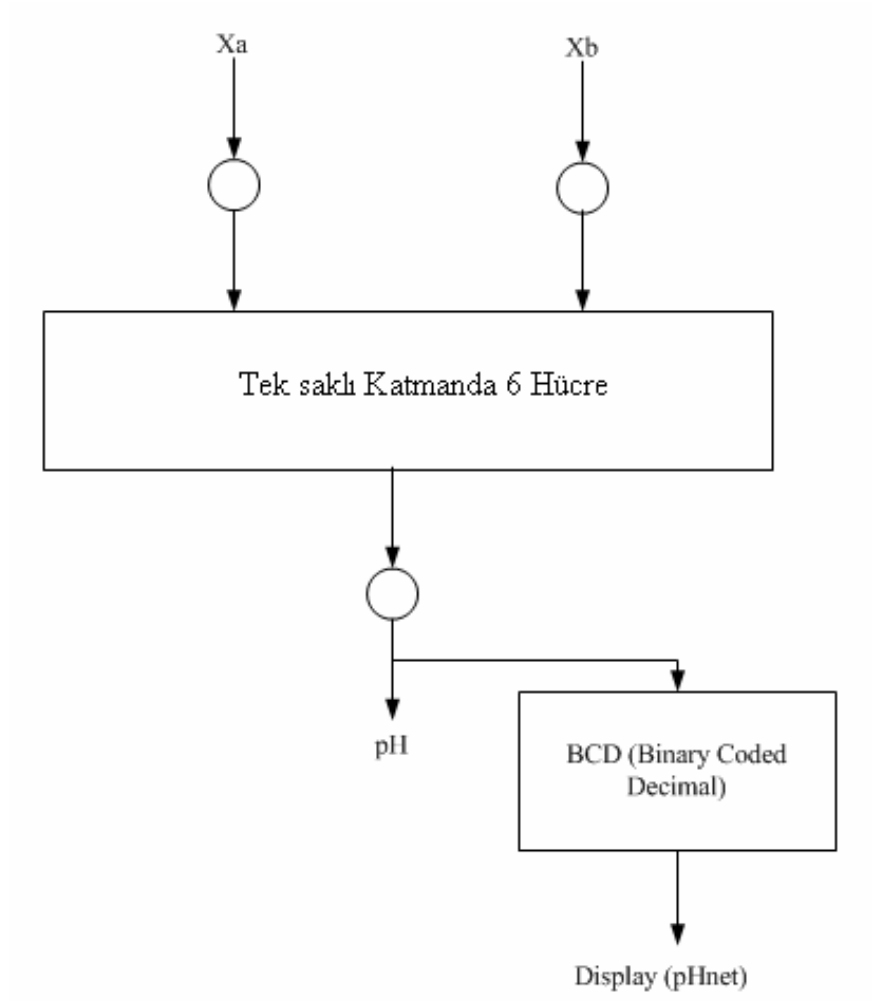 Xa
Xb
Tek saklı Katmanda 6 Hücre
pH
BCD (Binary Coded
Decimal)
Display (pHnet)